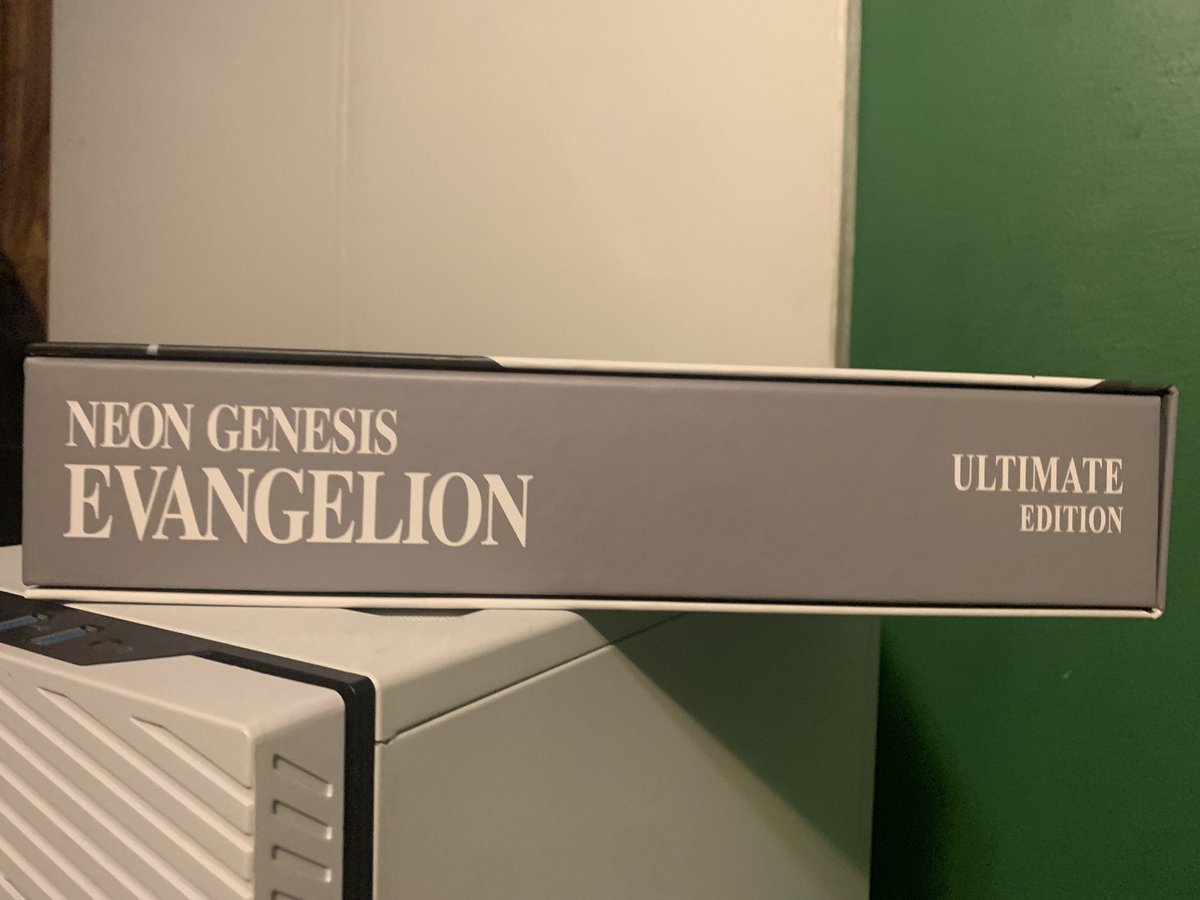 NEON GENESIS
EVANGELION
ULTIMATE
EDITION